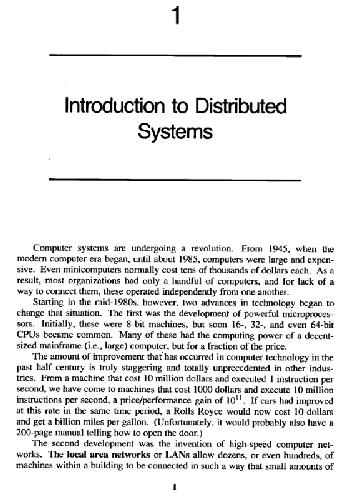 1
Introduction to Distributed
Systems
Computer systems are undergoing a revolution. From 1945, when the
modern computer era began, until about 1985, computers were large and expen-
sive. Even minicomputers normally cost tens of thousands of dollars each. As a
result, most organizations had only a handful of computers, and for lack of a
way to connect them, these operated independently from one another.
Starting in the mid-1980s, however, two advances in technology began to
change that situation. The first was the development of powerful microproces-
sors. Initially, these were 8 bit machines, but soon 16-, 32-, and even 64-bit
CPUs became common. Many of these had the computing power of a decent-
sized mainframe (i.e., large) computer, but for a fraction of the price.
The amount of improvement that has occurred in computer technology in the
past half century is truly staggering and totally unprecedented in other indus-
tries. From a machine that cost 10 million dollars and executed 1 instruction per
second, we have come to machines that cost 1000 dollars and execute 10 million
instructions per second, a price/performance gain of 10¹¹. If cars had improved
at this rate in the same time period, a Rolls Royce would now cost 10 dollars
and get a billion miles per gallon. (Unfortunately, it would probably also have a
200-page manual telling how to open the door.)
The second development was the invention of high-speed computer net-
works. The local area networks or LANs allow dozens, or even hundreds, of
machines within a building to be connected in such a way that small amounts of
1